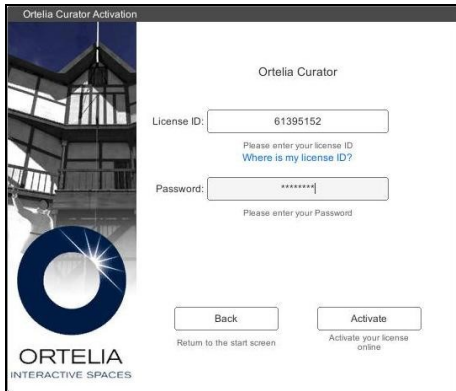 Ortelia Curator Activation
Ortelia Curator
License ID: 61395152
Please enter your license ID
Where is my license ID?
Password: ********
Please enter your Password
Back
Return to the start screen
Activate
Activate your license
online
ORTELIA
INTERACTIVE SPACES